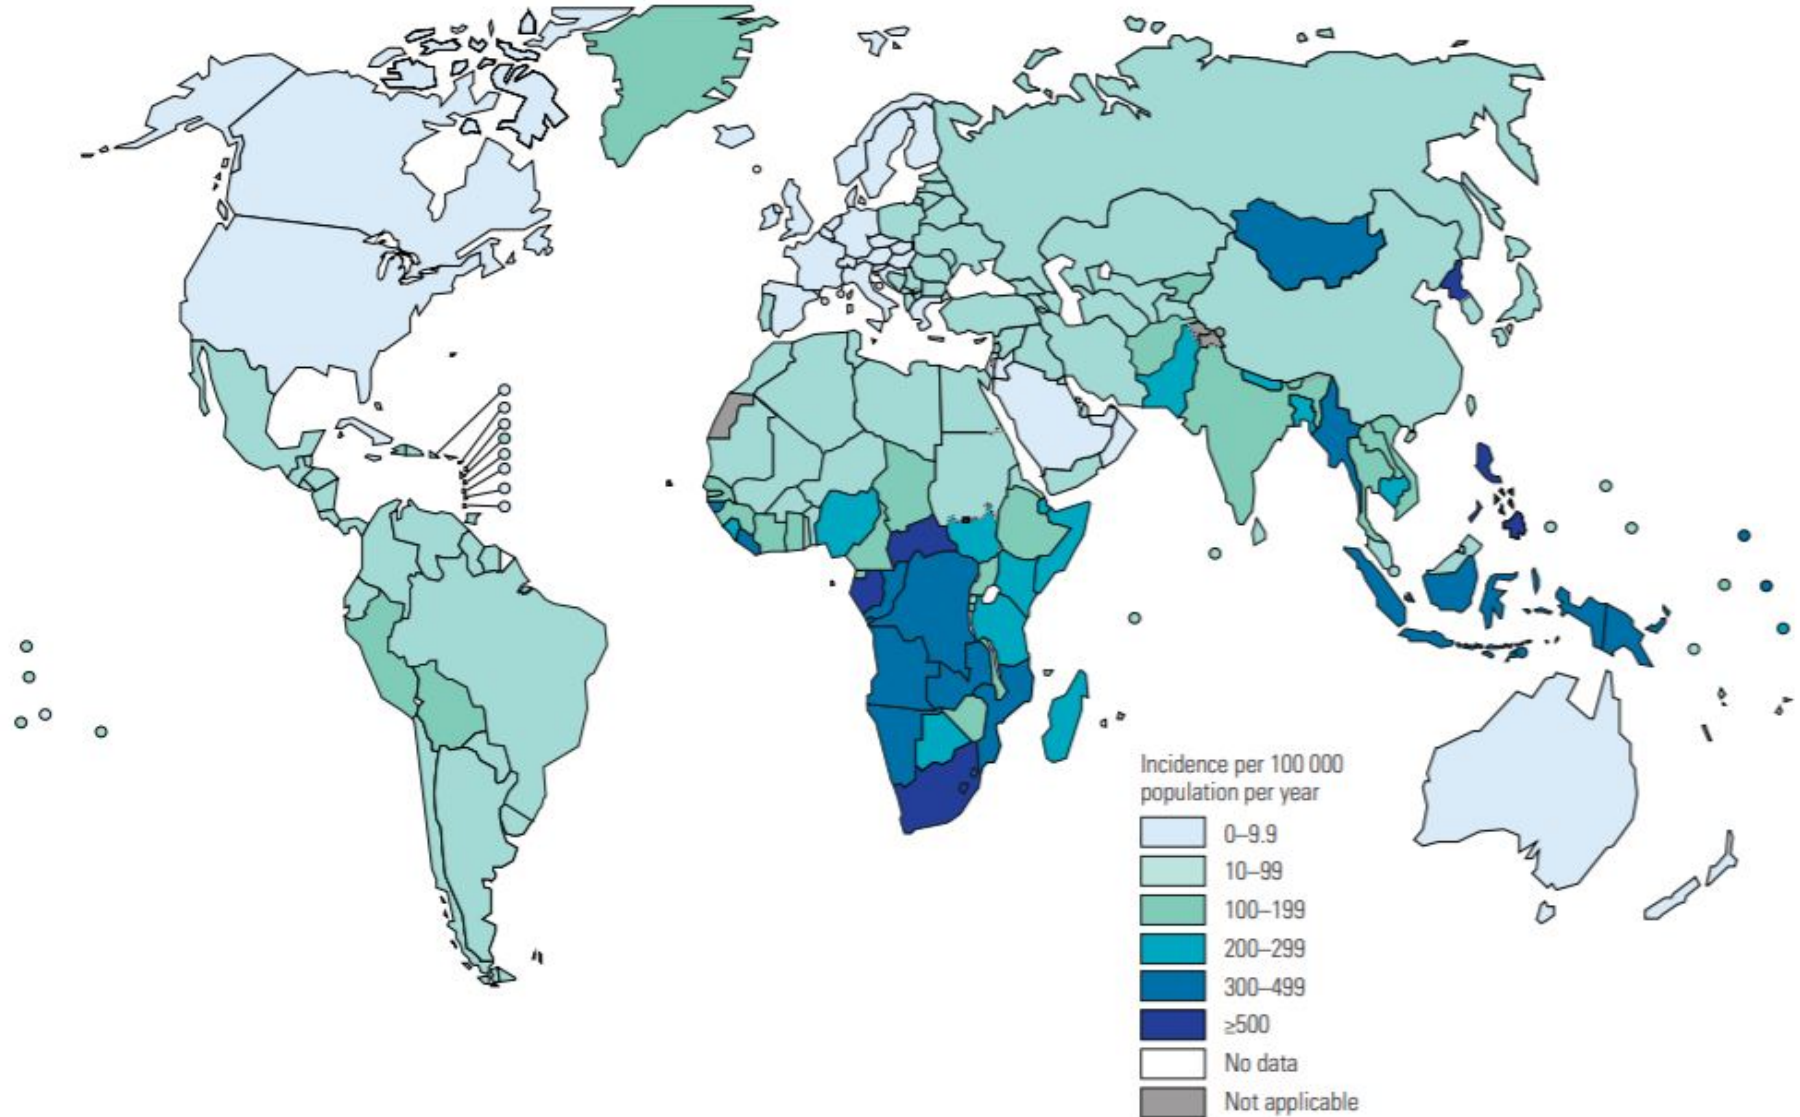 Incidence per 100 000
population per year
0–9.9
10–99
100–199
200–299
300–499
≥500
No data
Not applicable